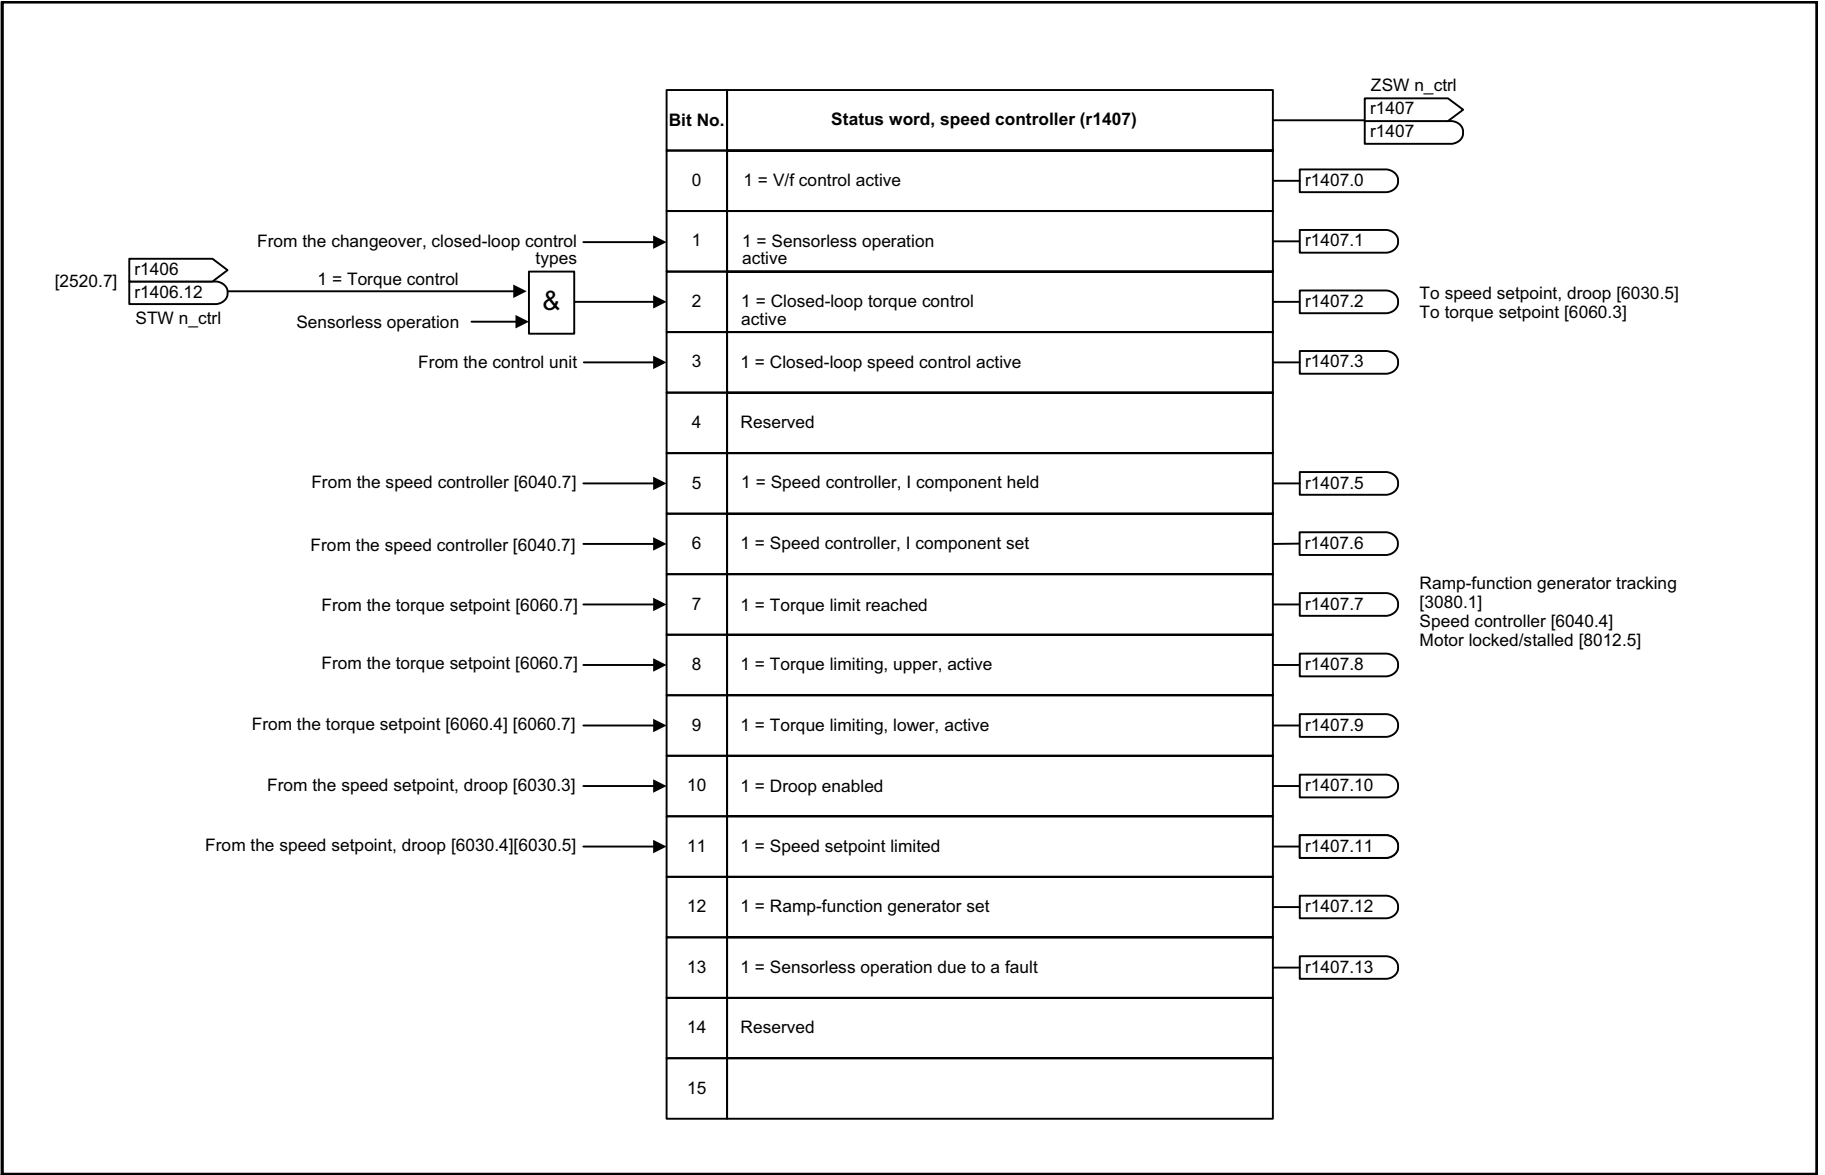 ZSW n_ctrl
r1407
r1407
Bit No.
Status word, speed controller (r1407)
0
1 = V/f control active
r1407.0
From the changeover, closed-loop control
types
1
1 = Sensorless operation
active
r1407.1
[2520.7]
r1406
r1406.12
STW n_ctrl
1 = Torque control
Sensorless operation
&
2
1 = Closed-loop torque control
active
r1407.2
To speed setpoint, droop [6030.5]
To torque setpoint [6060.3]
From the control unit
3
1 = Closed-loop speed control active
r1407.3
4
Reserved
From the speed controller [6040.7]
5
1 = Speed controller, I component held
r1407.5
From the speed controller [6040.7]
6
1 = Speed controller, I component set
r1407.6
From the torque setpoint [6060.7]
7
1 = Torque limit reached
r1407.7
Ramp-function generator tracking
[3080.1]
Speed controller [6040.4]
Motor locked/stalled [8012.5]
From the torque setpoint [6060.7]
8
1 = Torque limiting, upper, active
r1407.8
From the torque setpoint [6060.4] [6060.7]
9
1 = Torque limiting, lower, active
r1407.9
From the speed setpoint, droop [6030.3]
10
1 = Droop enabled
r1407.10
From the speed setpoint, droop [6030.4][6030.5]
11
1 = Speed setpoint limited
r1407.11
12
1 = Ramp-function generator set
r1407.12
13
1 = Sensorless operation due to a fault
r1407.13
14
Reserved
15